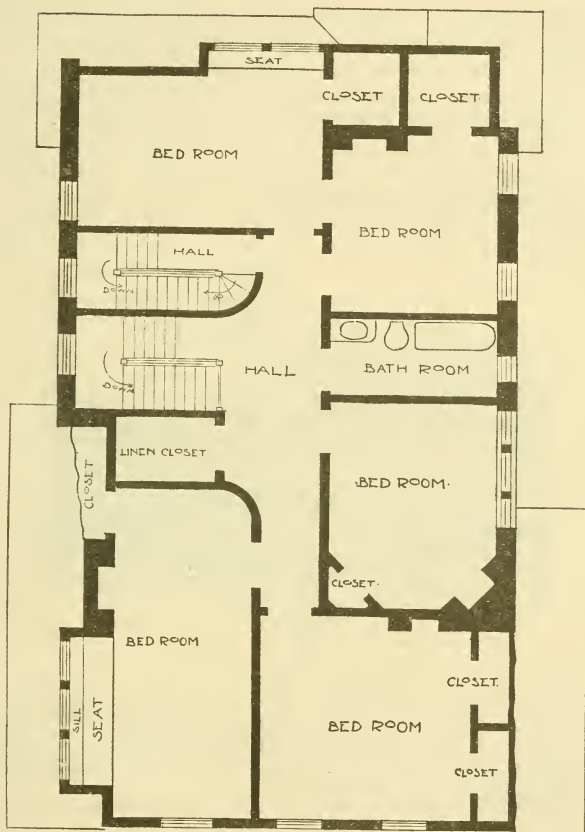 SEAT
CLOSET
CLOSET.
BED ROOM
BED ROOM
HALL
DOWN
UP
HALL
BATH ROOM
DOWN
LINEN CLOSET
CLOSET
BED ROOM.
CLOSET.
BED ROOM
SILL
SEAT
CLOSET.
BED ROOM
CLOSET